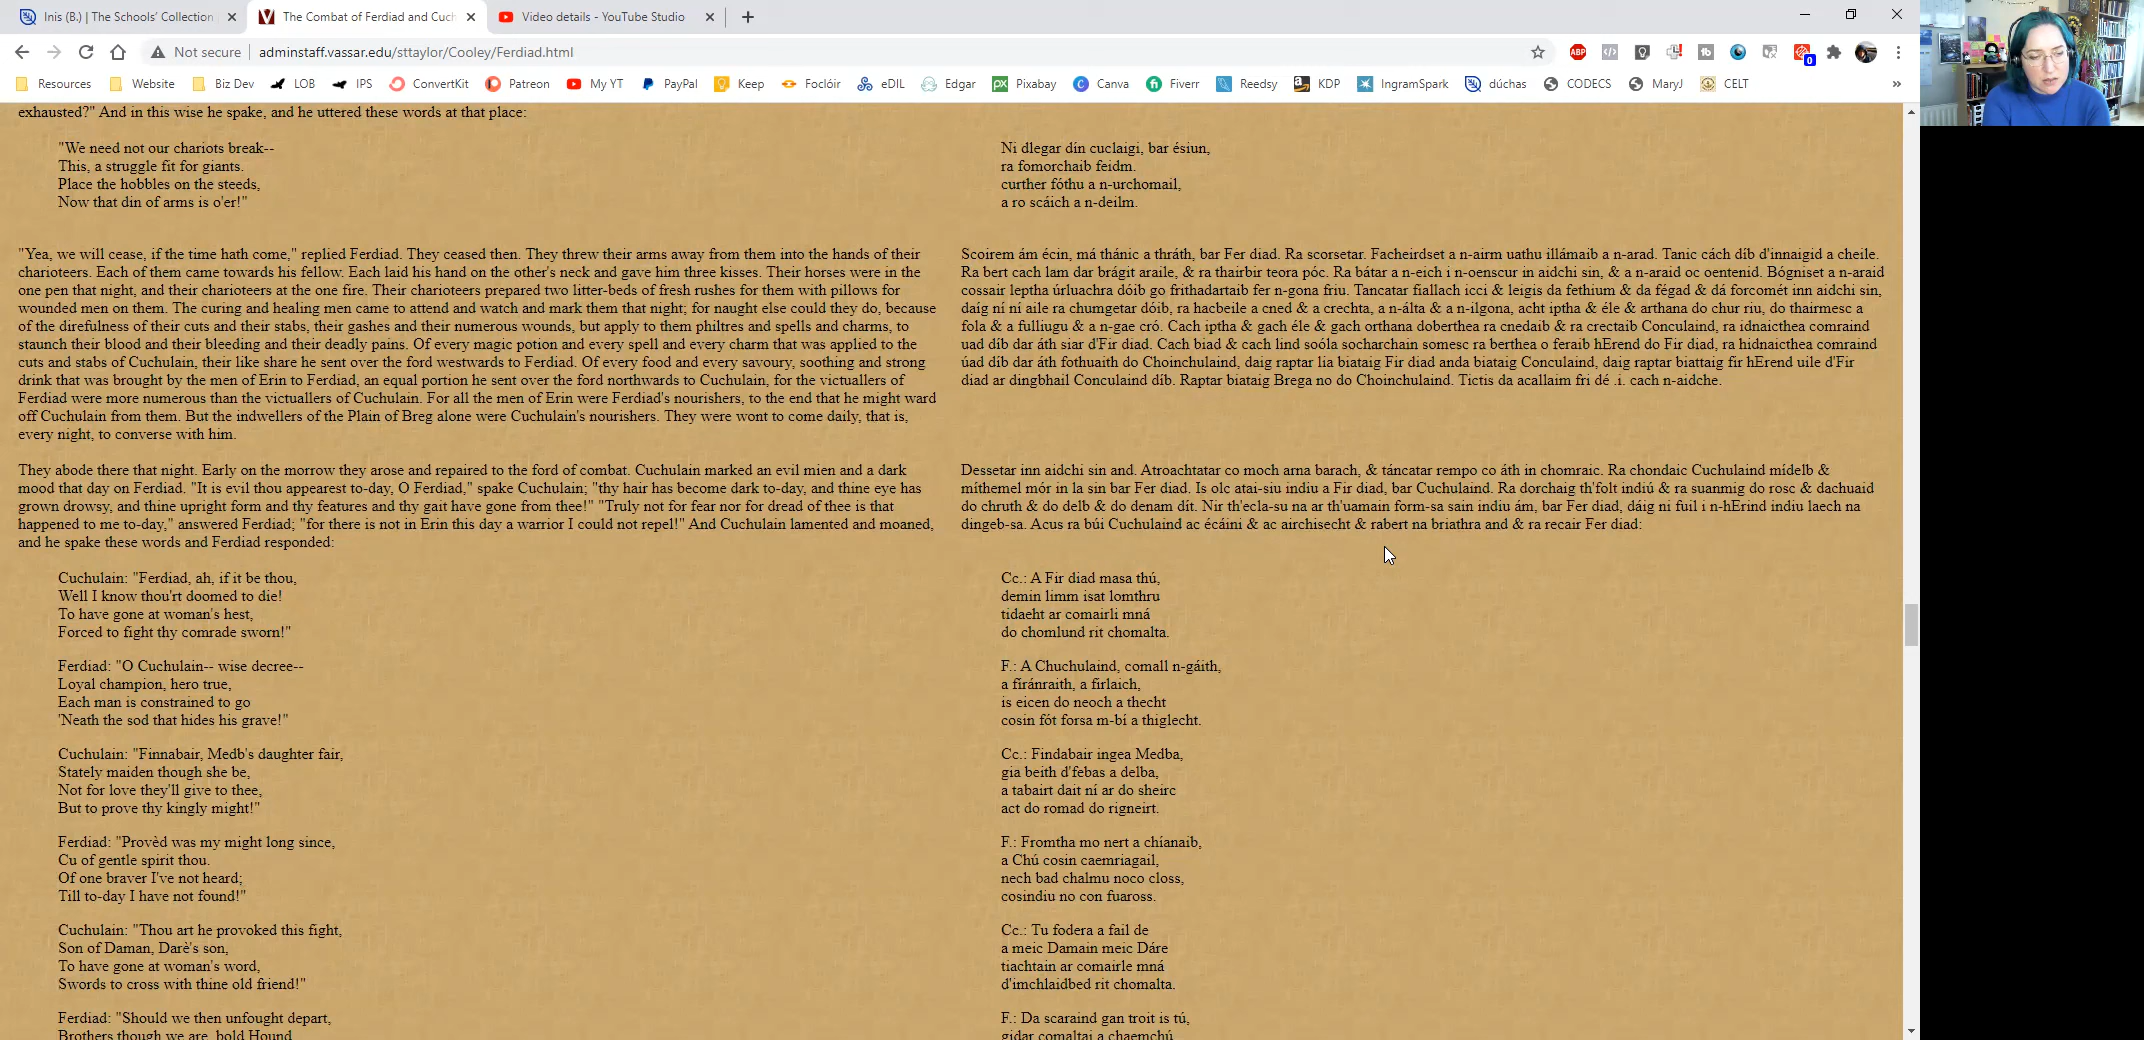 Inis (B.) | The Schools' Collection
The Combat of Ferdiad and Cuch
Video details - YouTube Studio
Not secure
adminstaff.vassar.edu/sttaylor/Cooley/Ferdiad.html
ABP
0
Resources
Website
Biz Dev
LOB
IPS
ConvertKit
Patreon
My YT
PayPal
Keep
Foclóir
eDIL
Edgar
Pixabay
Canva
Fiverr
Reedsy
KDP
IngramSpark
dúchas
CODECS
MaryJ
CELT
»
exhausted?" And in this wise he spake, and he uttered these words at that place:
"We need not our chariots break--
This, a struggle fit for giants.
Place the hobbles on the steeds,
Now that din of arms is o'er!"
"Yea, we will cease, if the time hath come," replied Ferdiad. They ceased then. They threw their arms away from them into the hands of their
charioteers. Each of them came towards his fellow. Each laid his hand on the other's neck and gave him three kisses. Their horses were in the
one pen that night, and their charioteers at the one fire. Their charioteers prepared two litter-beds of fresh rushes for them with pillows for
wounded men on them. The curing and healing men came to attend and watch and mark them that night; for naught else could they do, because
of the direfulness of their cuts and their stabs, their gashes and their numerous wounds, but apply to them philtres and spells and charms, to
staunch their blood and their bleeding and their deadly pains. Of every magic potion and every spell and every charm that was applied to the
cuts and stabs of Cuchulain, their like share he sent over the ford westwards to Ferdiad. Of every food and every savoury, soothing and strong
drink that was brought by the men of Erin to Ferdiad, an equal portion he sent over the ford northwards to Cuchulain, for the victuallers of
Ferdiad were more numerous than the victuallers of Cuchulain. For all the men of Erin were Ferdiad's nourishers, to the end that he might ward
off Cuchulain from them. But the indwellers of the Plain of Breg alone were Cuchulain's nourishers. They were wont to come daily, that is,
every night, to converse with him.
They abode there that night. Early on the morrow they arose and repaired to the ford of combat. Cuchulain marked an evil mien and a dark
mood that day on Ferdiad. "It is evil thou appearest to-day, O Ferdiad," spake Cuchulain; "thy hair has become dark to-day, and thine eye has
grown drowsy, and thine upright form and thy features and thy gait have gone from thee!" "Truly not for fear nor for dread of thee is that
happened to me to-day," answered Ferdiad; "for there is not in Erin this day a warrior I could not repel!" And Cuchulain lamented and moaned,
and he spake these words and Ferdiad responded:
Cuchulain: "Ferdiad, ah, if it be thou,
Well I know thou'rt doomed to die!
To have gone at woman's hest,
Forced to fight thy comrade sworn!"
Ferdiad: "O Cuchulain-- wise decree--
Loyal champion, hero true,
Each man is constrained to go
'Neath the sod that hides his grave!"
Cuchulain: "Finnabair, Medb's daughter fair,
Stately maiden though she be,
Not for love they'll give to thee,
But to prove thy kingly might!"
Ferdiad: "Provèd was my might long since,
Cu of gentle spirit thou.
Of one braver I've not heard;
Till to-day I have not found!"
Cuchulain: "Thou art he provoked this fight,
Son of Daman, Darè's son,
To have gone at woman's word,
Swords to cross with thine old friend!"
Ferdiad: "Should we then unfought depart,
Brothers though we are, bold Hound
Ni dlegar dín cuclaigi, bar ésiun,
ra fomorchaib feidm.
curther fóthu a n-urchomail,
a ro scáich a n-deilm.
Scoirem ám écin, má thánic a thráth, bar Fer diad. Ra scorsetar. Facheirdset a n-airm uathu illámaib a n-arad. Tanic cách díb d'innaigid a cheile.
Ra bert cach lam dar brágit araile, & ra thairbir teora póc. Ra bátar a n-eich i n-oenscur in aidchi sin, & a n-araid oc oentenid. Bógniset a n-araid
cossair leptha úrluachra dóib go frithadartaib fer n-gona friu. Tancatar fiallach icci & leigis da fethium & da fégad & dá forcomét inn aidchi sin,
daíg ní ní aile ra chumgetar dóib, ra hacbeile a cned & a crechta, a n-álta & a n-ilgona, acht iptha & éle & arthana do chur riu, do thairmesc a
fola & a fulliugu & a n-gae cró. Cach iptha & gach éle & gach orthana doberthea ra cnedaib & ra crectaib Conculaind, ra idnaicthea comraind
uad díb dar áth siar d'Fir diad. Cach biad & cach lind soóla socharchain somesc ra berthea o feraib hErend do Fir diad, ra hidnaicthea comraind
úad díb dar áth fothuaith do Choinchulaind, daig raptar lia biataig Fir diad anda biataig Conculaind, daig raptar biattaig fir hErend uile d'Fir
diad ar dingbhail Conculaind díb. Raptar biataig Brega no do Choinchulaind. Tictis da acallaim fri dé .i. cach n-aidche.
Dessetar inn aidchi sin and. Atroachtatar co moch arna barach, & táncatar rempo co áth in chomraic. Ra chondaic Cuchulaind mídelb &
míthemel mór in la sin bar Fer diad. Is olc atai-siu indiu a Fir diad, bar Cuchulaind. Ra dorchaig th'folt indiú & ra suanmig do rosc & dachuaid
do chruth & do delb & do denam dít. Nir th'ecla-su na ar th'uamain form-sa sain indiu ám, bar Fer diad, dáig ni fuil i n-hErind indiu laech na
dingeb-sa. Acus ra búi Cuchulaind ac écáini & ac airchisecht & rabert na briathra and & ra recair Fer diad:
Cc.: A Fir diad masa thú,
demin limm isat lomthru
tidaeht ar comairli mná
do chomlund rit chomalta.
F.: A Chuchulaind, comall n-gáith,
a fíránraith, a fírlaich,
is eicen do neoch a thecht
cosin fót forsa m-bí a thiglecht.
Cc.: Findabair ingea Medba,
gia beith d'febas a delba,
a tabairt dait ní ar do sheirc
act do romad do rigneirt.
F.: Fromtha mo nert a chíanaib,
a Chú cosin caemriagail,
nech bad chalmu noco closs,
cosindiu no con fuaross.
Cc.: Tu fodera a fail de
a meic Damain meic Dáre
tiachtain ar comairle mná
d'imchlaidbed rit chomalta.
F.: Da scaraind gan troit is tú,
gidar comaltai a chaemchú